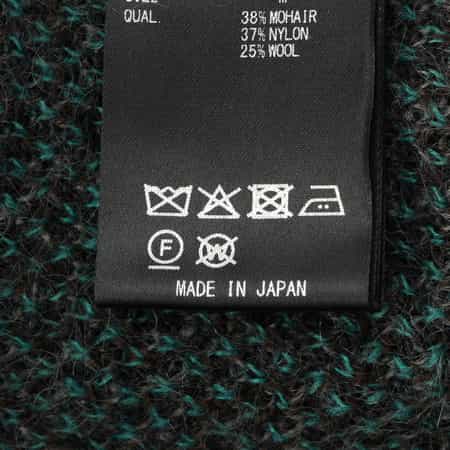 QUAL. 38% MOHAIR
37% NYLON
25% WOOL
F W
MADE IN JAPAN